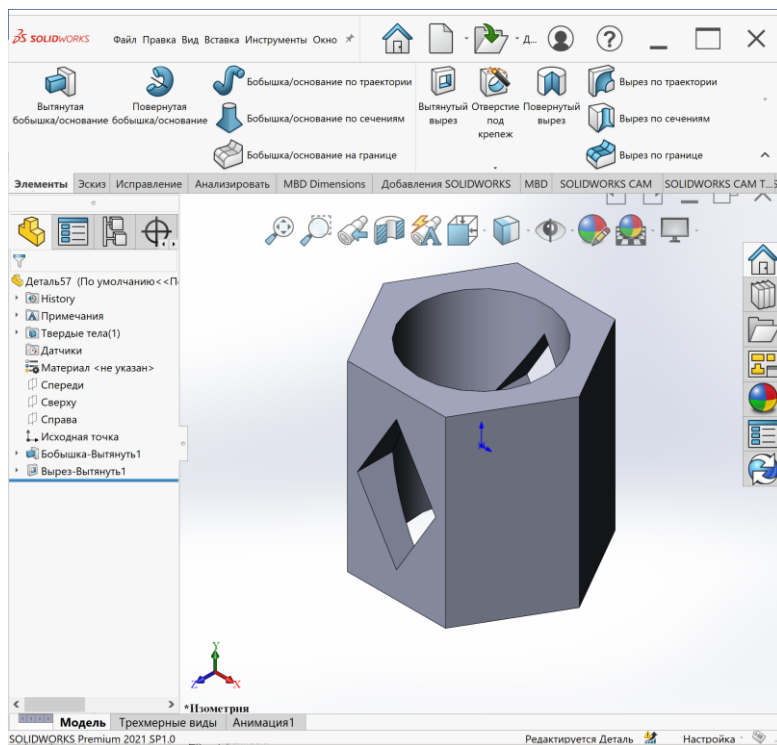 SOLIDWORKS Файл Правка Вид Вставка Инструменты Окно Д...
Вытянутая бобышка/основание
Повернутая бобышка/основание
Бобышка/основание по траектории
Бобышка/основание по сечениям
Бобышка/основание на границе
Вытянутый вырез
Отверстие под крепеж
Повернутый вырез
Вырез по траектории
Вырез по сечениям
Вырез по границе
Элементы Эскиз Исправление Анализировать MBD Dimensions Добавления SOLIDWORKS MBD SOLIDWORKS CAM SOLIDWORKS CAM T...
Деталь57 (По умолчанию<<П
History
Примечания
Твердые тела(1)
Датчики
Материал <не указан>
Спереди
Сверху
Справа
Исходная точка
Бобышка-Вытянуть1
Вырез-Вытянуть1
Y
Z X
*Изометрия
Модель Трехмерные виды Анимация1
SOLIDWORKS Premium 2021 SP1.0 Редактируется Деталь Настройка